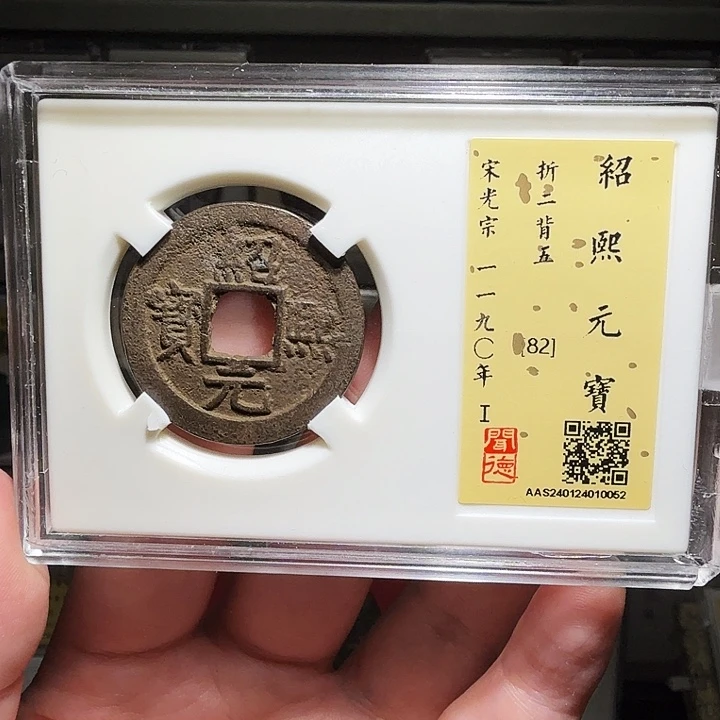 紹熙元寶
紹熙元寶
折三背五 [82]
宋光宗 一一九〇年 I
聞德
AAS240124010052